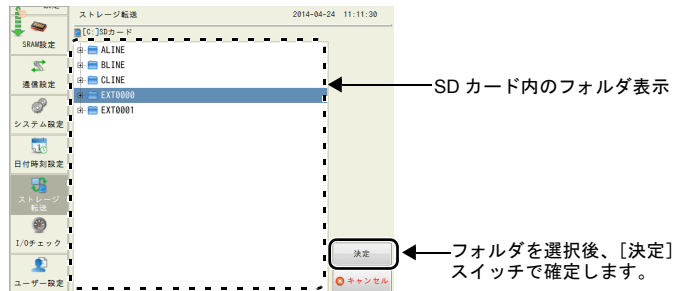 ストレージ転送 2014-04-24 11:11:30
[C:]SDカード
SRAM設定
通信設定
システム設定
日付時刻設定
ストレージ
転送
I/Oチェック
ユーザー設定
ALINE
BLINE
CLINE
EXT0000
EXT0001
決定
キャンセル
SD カード内のフォルダ表示
フォルダを選択後、[決定]
スイッチで確定します。